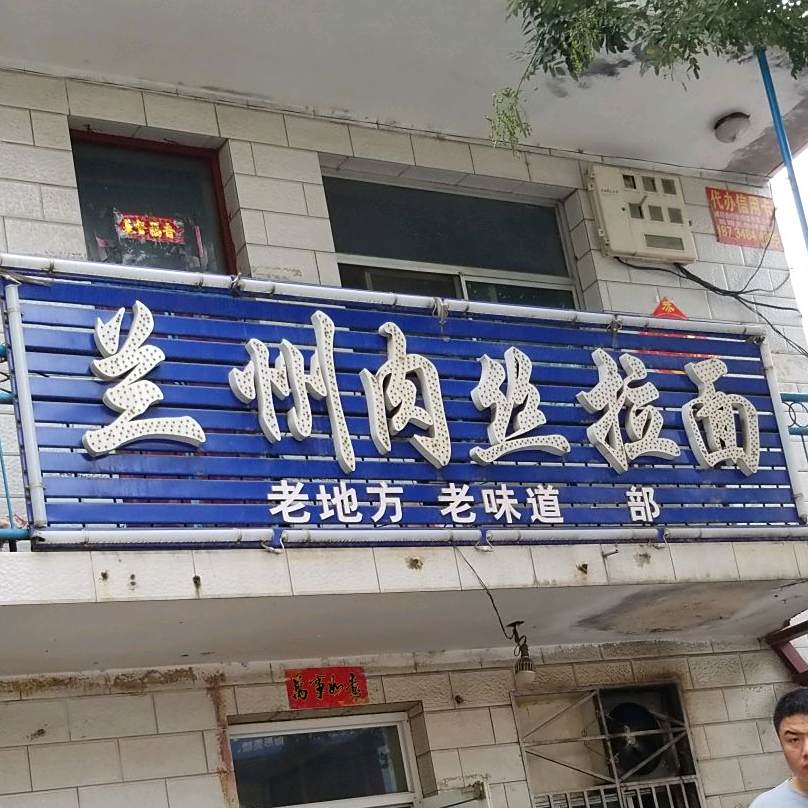 代办信用卡
兰州肉丝拉面
老地方 老味道 部
萬事如意